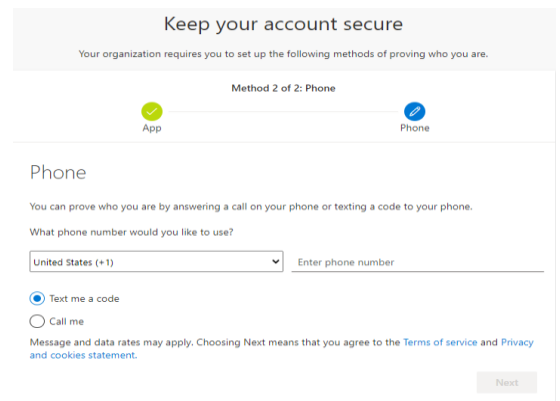 Keep your account secure
Your organization requires you to set up the following methods of proving who you are.
Method 2 of 2: Phone
App
Phone
Phone
You can prove who you are by answering a call on your phone or texting a code to your phone.
What phone number would you like to use?
United States (+1)
Enter phone number
Text me a code
Call me
Message and data rates may apply. Choosing Next means that you agree to the Terms of service and Privacy
and cookies statement.
Next